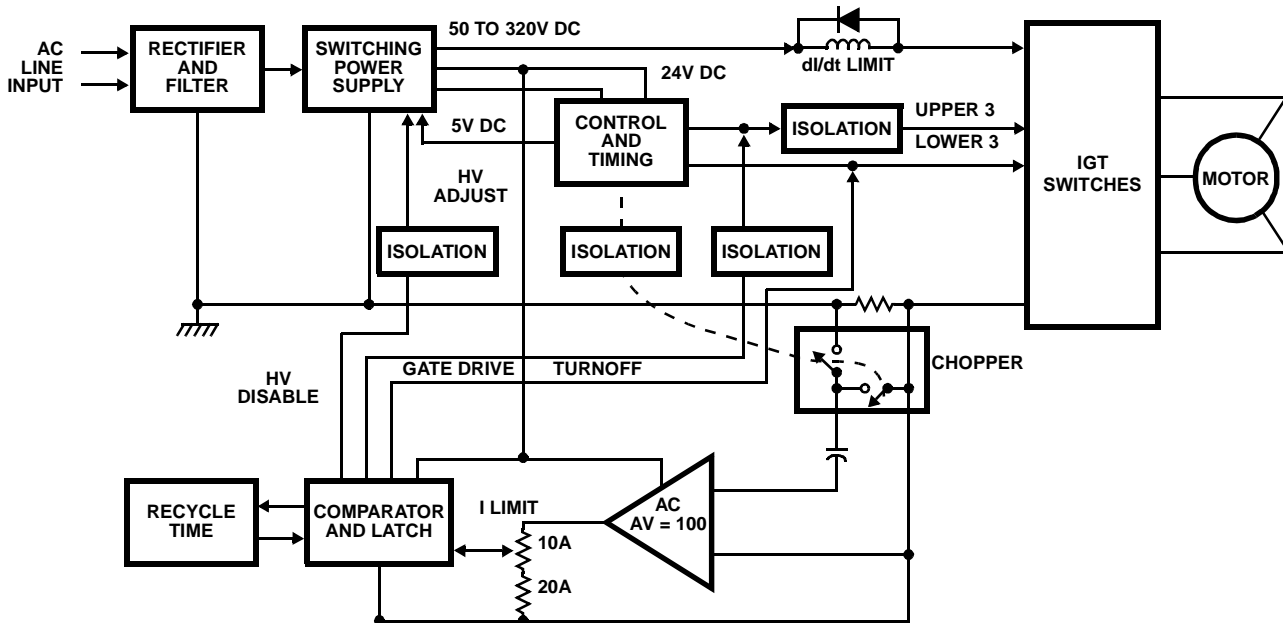 50 TO 320V DC
AC
LINE
INPUT
RECTIFIER
AND
FILTER
SWITCHING
POWER
SUPPLY
dI/dt LIMIT
24V DC
5V DC
CONTROL
AND
TIMING
ISOLATION
UPPER 3
LOWER 3
IGT
SWITCHES
MOTOR
HV
ADJUST
ISOLATION
ISOLATION
ISOLATION
CHOPPER
HV
DISABLE
GATE DRIVE TURNOFF
RECYCLE
TIME
COMPARATOR
AND LATCH
I LIMIT
10A
20A
AC
AV = 100